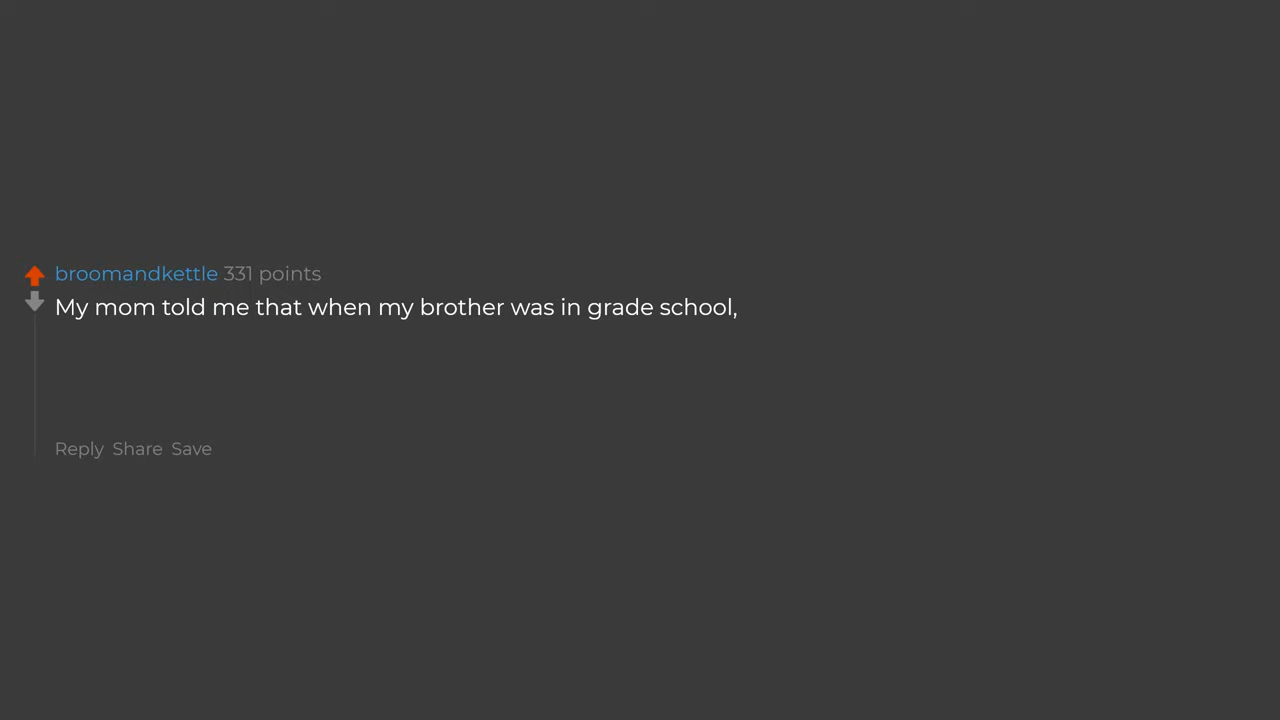 broomandkettle 331 points
My mom told me that when my brother was in grade school,
Reply Share Save